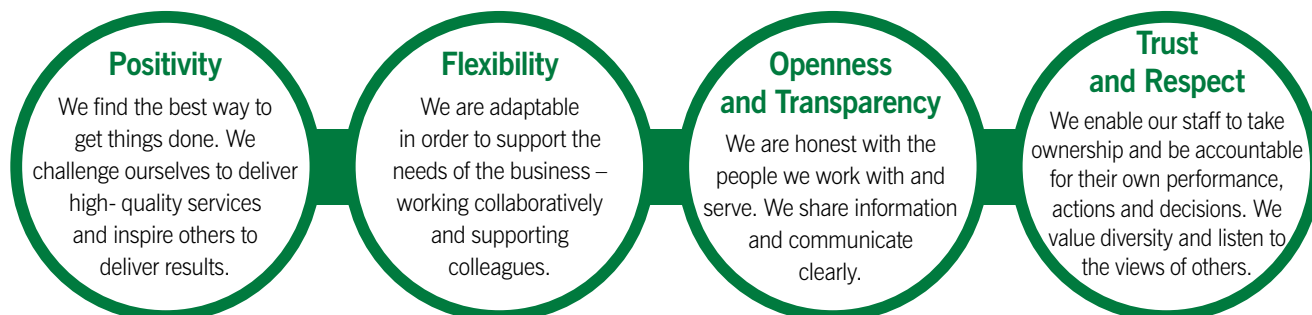 Positivity
We find the best way to
get things done. We
challenge ourselves to deliver
high- quality services
and inspire others to
deliver results.
Flexibility
We are adaptable
in order to support the
needs of the business –
working collaboratively
and supporting
colleagues.
Openness
and Transparency
We are honest with the
people we work with and
serve. We share information
and communicate
clearly.
Trust
and Respect
We enable our staff to take
ownership and be accountable
for their own performance,
actions and decisions. We
value diversity and listen to
the views of others.